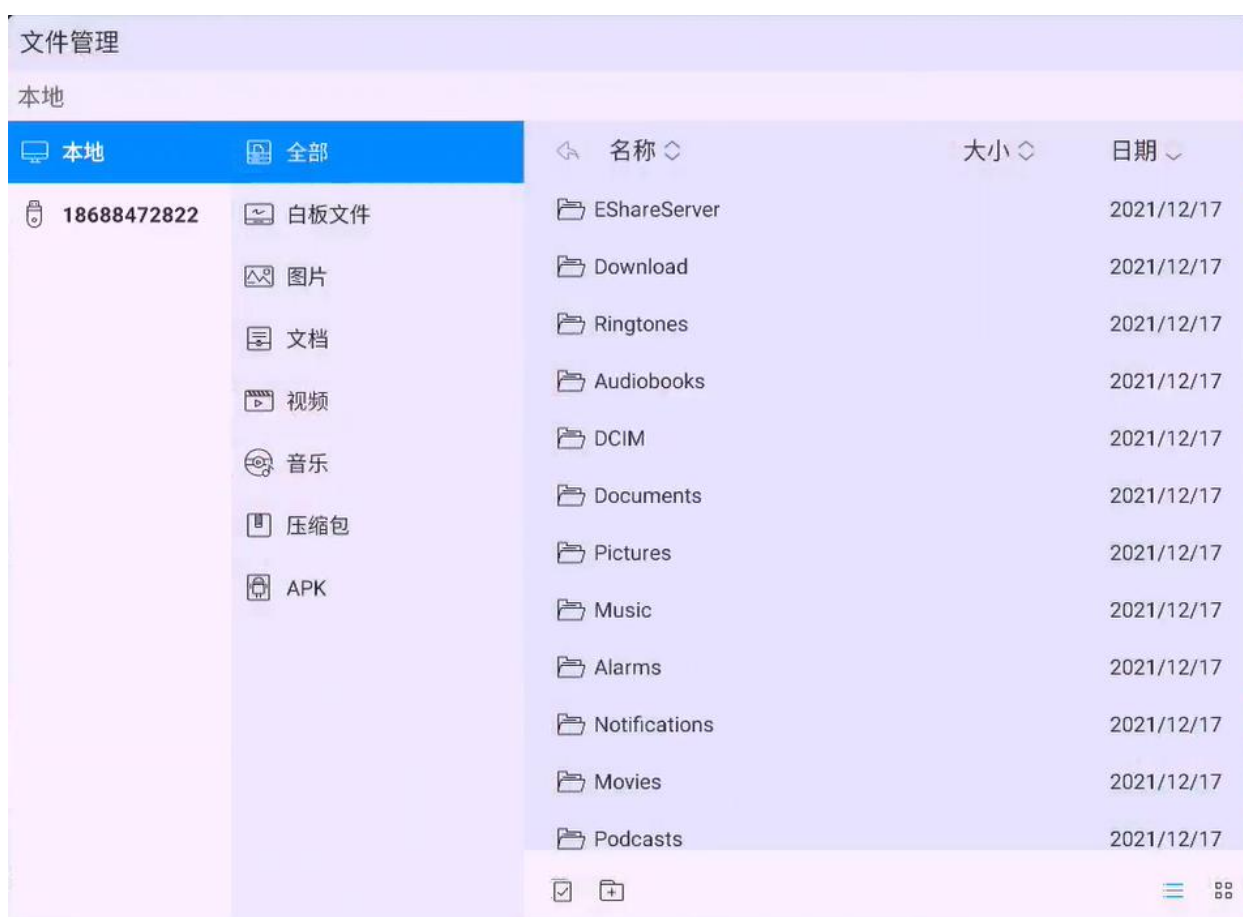 文件管理
本地
本地 全部 名称 大小 日期
18688472822
白板文件
图片
文档
视频
音乐
压缩包
APK
EShareServer 2021/12/17
Download 2021/12/17
Ringtones 2021/12/17
Audiobooks 2021/12/17
DCIM 2021/12/17
Documents 2021/12/17
Pictures 2021/12/17
Music 2021/12/17
Alarms 2021/12/17
Notifications 2021/12/17
Movies 2021/12/17
Podcasts 2021/12/17